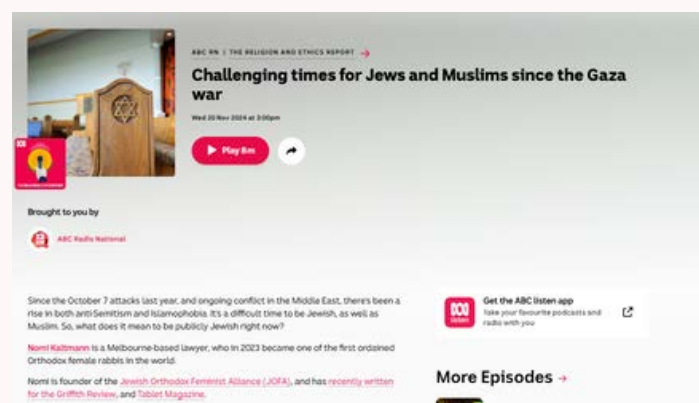 ABC RN | THE RELIGION AND ETHICS REPORT →
Challenging times for Jews and Muslims since the Gaza
war
Wed 20 Nov 2024 at 3:00pm
Play 8m
Brought to you by
ABC Radio National
Since the October 7 attacks last year, and ongoing conflict in the Middle East, there's been a
rise in both anti-Semitism and Islamophobia. It's a difficult time to be Jewish, as well as
Muslim. So, what does it mean to be publicly Jewish right now?
Nomi Kaltmann is a Melbourne-based lawyer, who in 2023 became one of the first ordained
Orthodox female rabbis in the world.
Nomi is founder of the Jewish Orthodox Feminist Alliance (JOFA), and has recently written
for the Griffith Review, and Tablet Magazine.
Get the ABC listen app
Take your favourite podcasts and
radio with you
More Episodes →